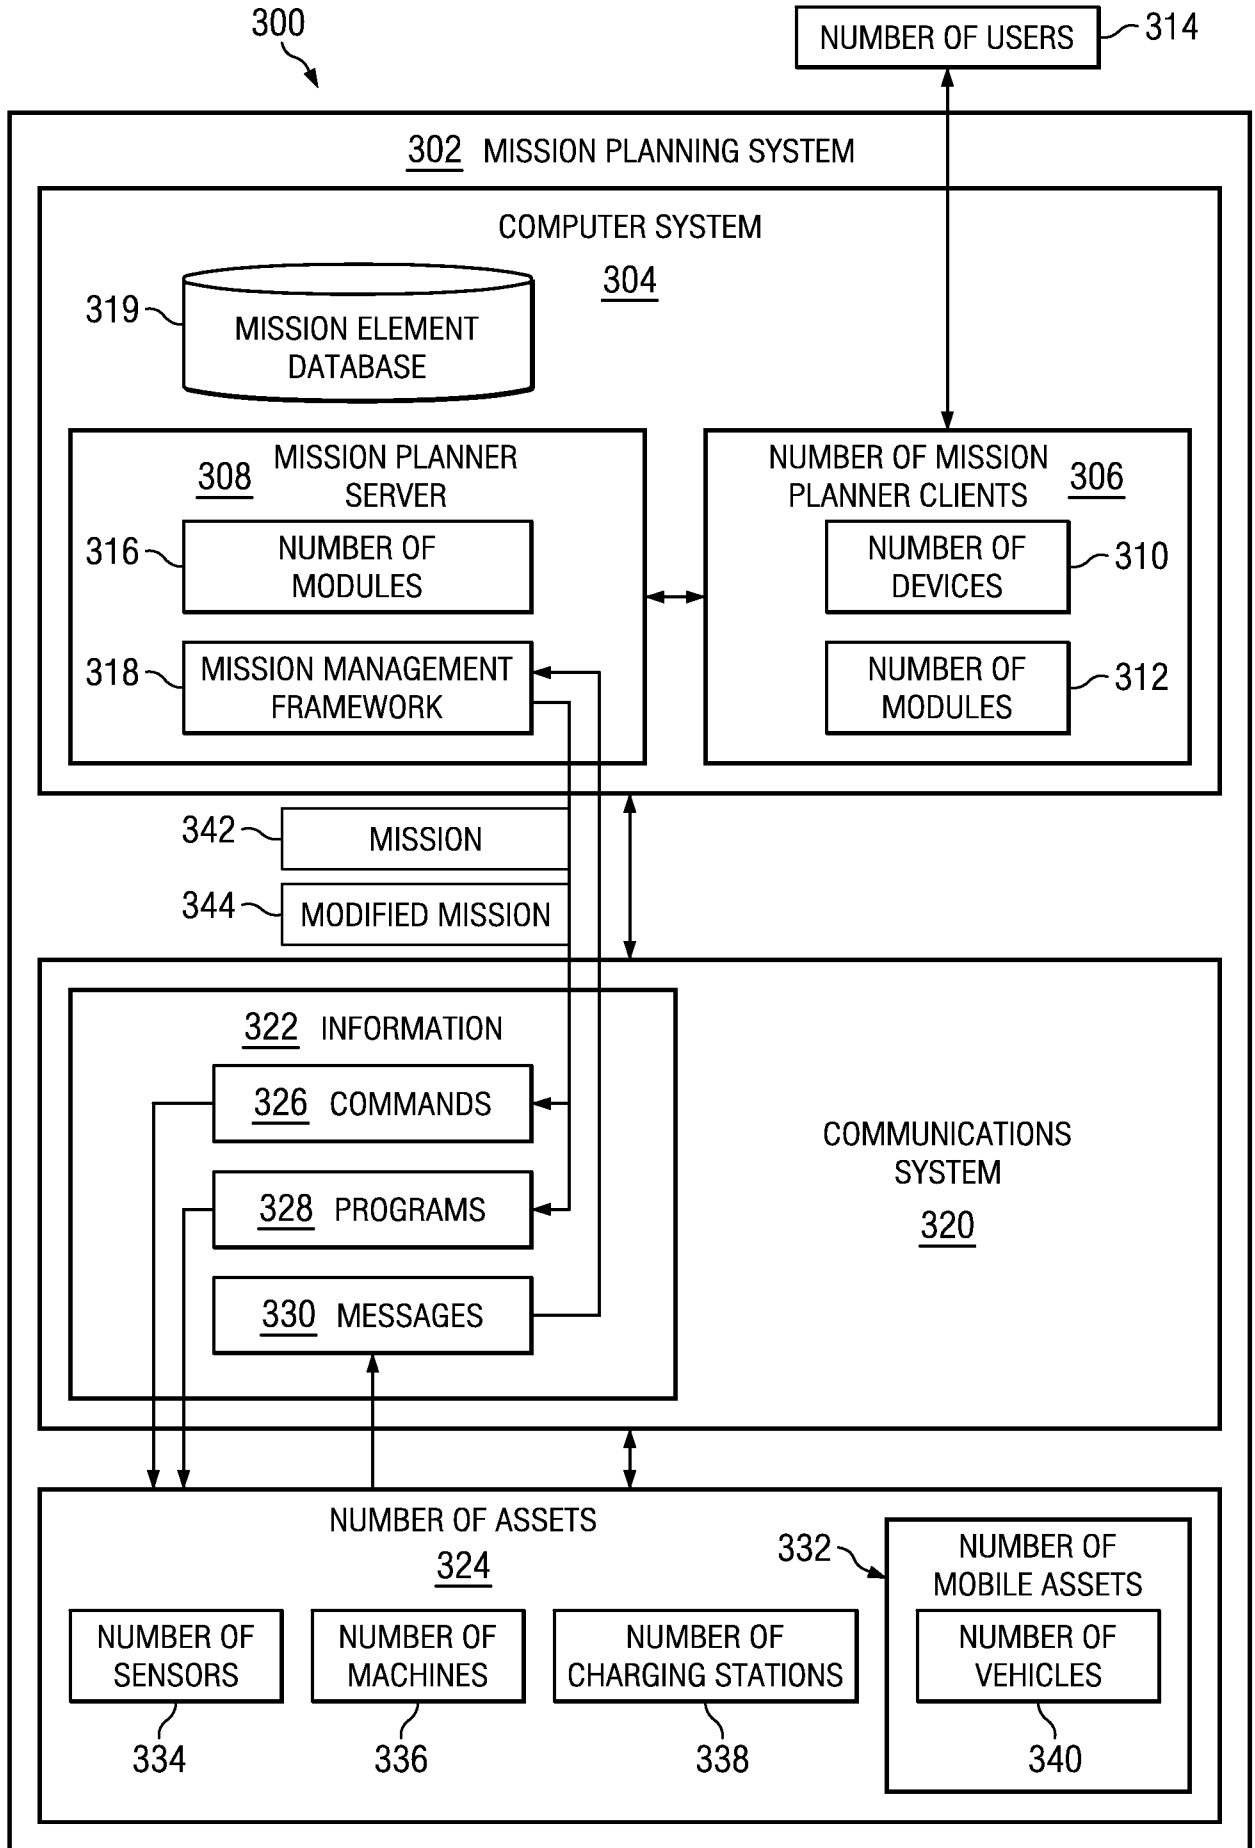 300
NUMBER OF USERS 314
302 MISSION PLANNING SYSTEM
COMPUTER SYSTEM
304
319
MISSION ELEMENT
DATABASE
308
MISSION PLANNER
SERVER
316
NUMBER OF
MODULES
318
MISSION MANAGEMENT
FRAMEWORK
NUMBER OF MISSION
PLANNER CLIENTS
306
NUMBER OF
DEVICES
310
NUMBER OF
MODULES
312
342 MISSION
344 MODIFIED MISSION
322 INFORMATION
326 COMMANDS
328 PROGRAMS
330 MESSAGES
COMMUNICATIONS
SYSTEM
320
NUMBER OF ASSETS
324
NUMBER OF
SENSORS
334
NUMBER OF
MACHINES
336
NUMBER OF
CHARGING STATIONS
338
332
NUMBER OF
MOBILE ASSETS
NUMBER OF
VEHICLES
340